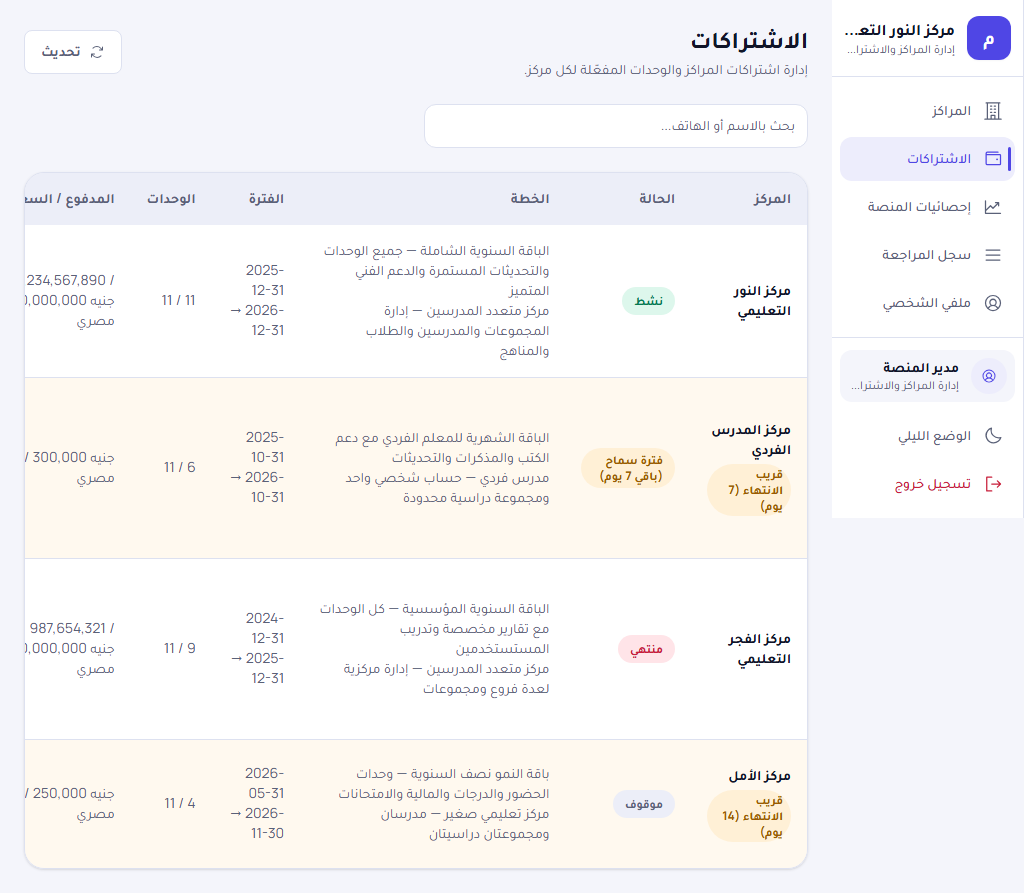 م
مركز النور التعـ...
إدارة المراكز والاشترا...
المراكز
الاشتراكات
إحصائيات المنصة
سجل المراجعة
ملفي الشخصي
مدير المنصة
إدارة المراكز والاشترا...
الوضع الليلي
تسجيل خروج
الاشتراكات
إدارة اشتراكات المراكز والوحدات المفعّلة لكل مركز.
تحديث
بحث بالاسم أو الهاتف...
المركز الحالة الخطة الفترة الوحدات المدفوع /
مركز النور
التعليمي
نشط
الباقة السنوية الشاملة — جميع الوحدات
والتحديثات المستمرة والدعم الفني
المتميز
مركز متعدد المدرسين — إدارة
المجموعات والمدرسين والطلاب
والمناهج
2025-
12-31
→ 2026-
12-31
11 / 11
234,567,890 /
جنيه
مصري
مركز المدرس
الفردي
قريب
الانتهاء (7
يوم)
فترة سماح
(باقي 7 يوم)
الباقة الشهرية للمعلم الفردي مع دعم
الكتب والمذكرات والتحديثات
مدرس فردي — حساب شخصي واحد
ومجموعة دراسية محدودة
2025-
10-31
→ 2026-
10-31
11 / 6
/ 300,000 جنيه
مصري
مركز الفجر
التعليمي
منتهي
الباقة السنوية المؤسسية — كل الوحدات
مع تقارير مخصصة وتدريب
المستستخدمين
مركز متعدد المدرسين — إدارة مركزية
لعدة فروع ومجموعات
2024-
12-31
→ 2025-
12-31
11 / 9
987,654,321 /
جنيه
مصري
مركز الأمل
قريب
الانتهاء (14
يوم)
موقوف
باقة النمو نصف السنوية — وحدات
الحضور والدرجات والمالية والامتحانات
مركز تعليمي صغير — مدرسان
ومجموعتان دراسيتان
2026-
05-31
→ 2026-
11-30
11 / 4
/ 250,000 جنيه
مصري